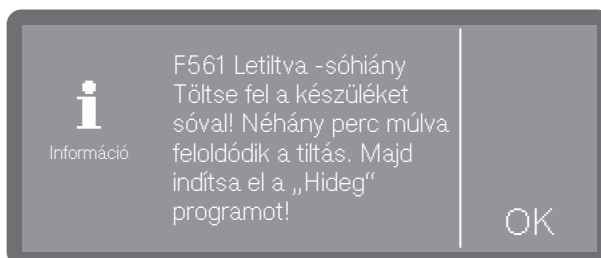 F561 Letiltva -sóhiány
Töltse fel a készüléket
sóval! Néhány perc múlva
feloldódik a tiltás. Majd
indítsa el a „Hideg“
programot!
Információ
OK